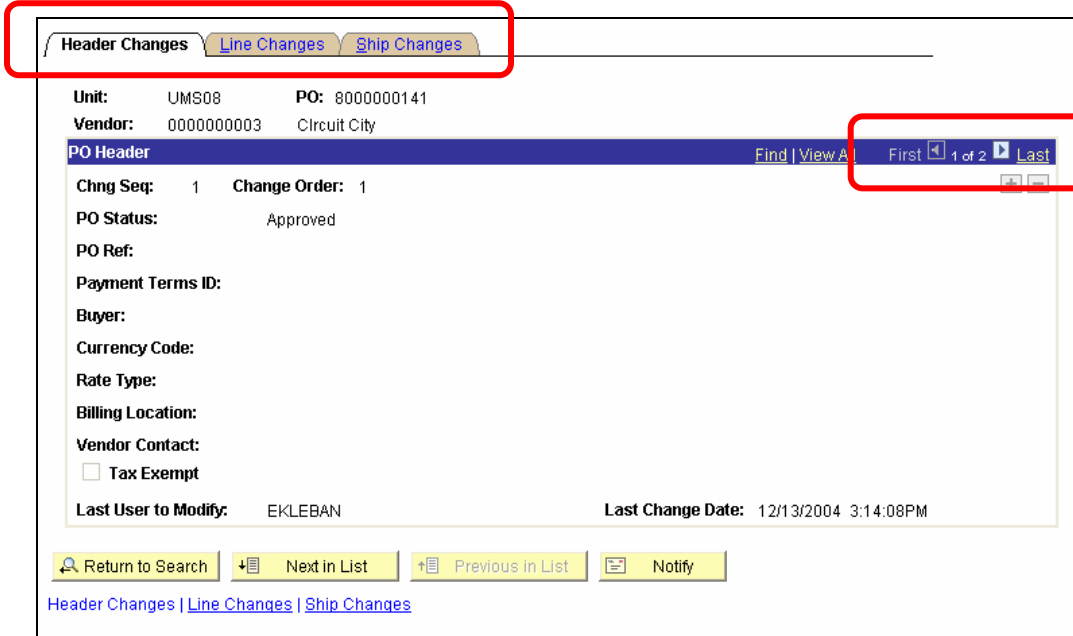 Header Changes Line Changes Ship Changes
Unit: UMS08 PO: 8000000141
Vendor: 0000000003 CIrcuit City
PO Header Find | View All First 1 of 2 Last
Chng Seq: 1 Change Order: 1
PO Status: Approved
PO Ref:
Payment Terms ID:
Buyer:
Currency Code:
Rate Type:
Billing Location:
Vendor Contact:
Tax Exempt
Last User to Modify: EKLEBAN Last Change Date: 12/13/2004 3:14:08PM
Return to Search Next in List Previous in List Notify
Header Changes | Line Changes | Ship Changes